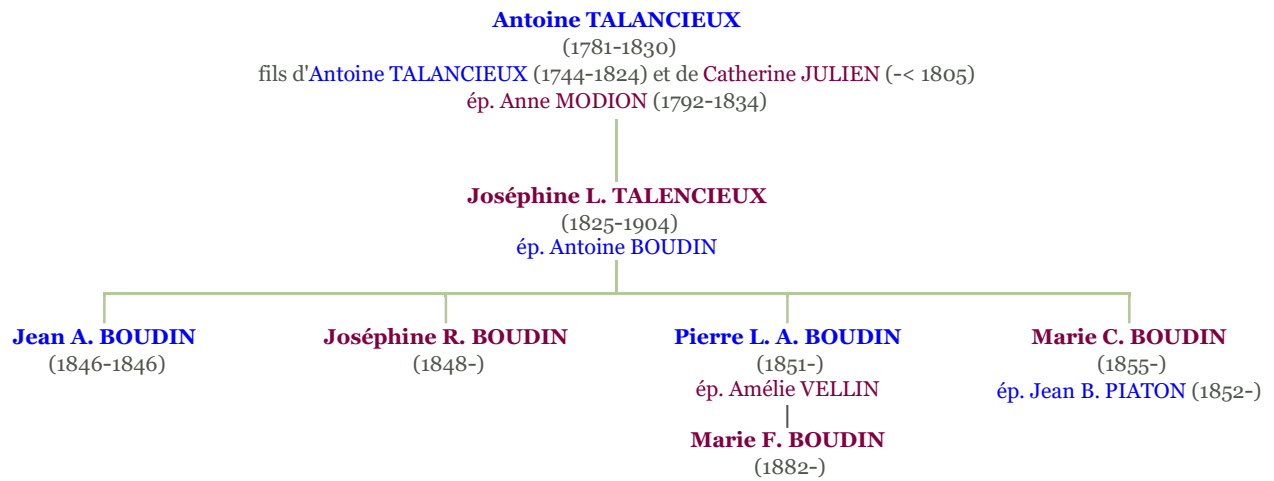 Antoine TALANCIEUX
(1781-1830)
fils d'Antoine TALANCIEUX (1744-1824) et de Catherine JULIEN (-< 1805)
ép. Anne MODION (1792-1834)
Joséphine L. TALENCIEUX
(1825-1904)
ép. Antoine BOUDIN
Jean A. BOUDIN
(1846-1846)
Joséphine R. BOUDIN
(1848-)
Pierre L. A. BOUDIN
(1851-)
ép. Amélie VELLIN
Marie F. BOUDIN
(1882-)
Marie C. BOUDIN
(1855-)
ép. Jean B. PIATON (1852-)